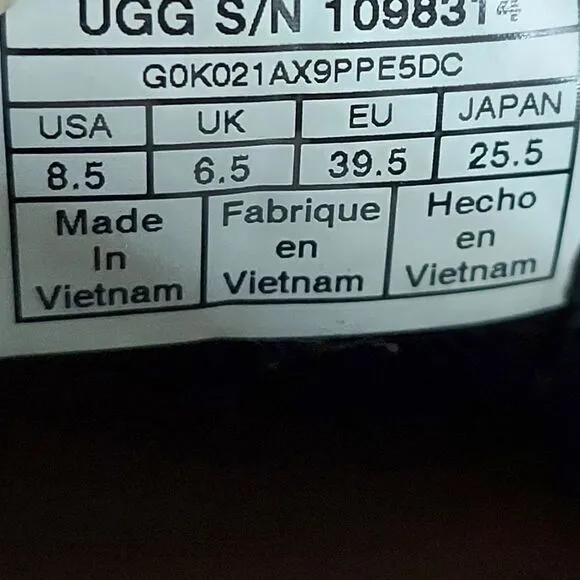 UGG S/N 109831
G0K021AX9PPE5DC
USA UK EU JAPAN
8.5 6.5 39.5 25.5
Made Fabrique Hecho
In en en
Vietnam Vietnam Vietnam